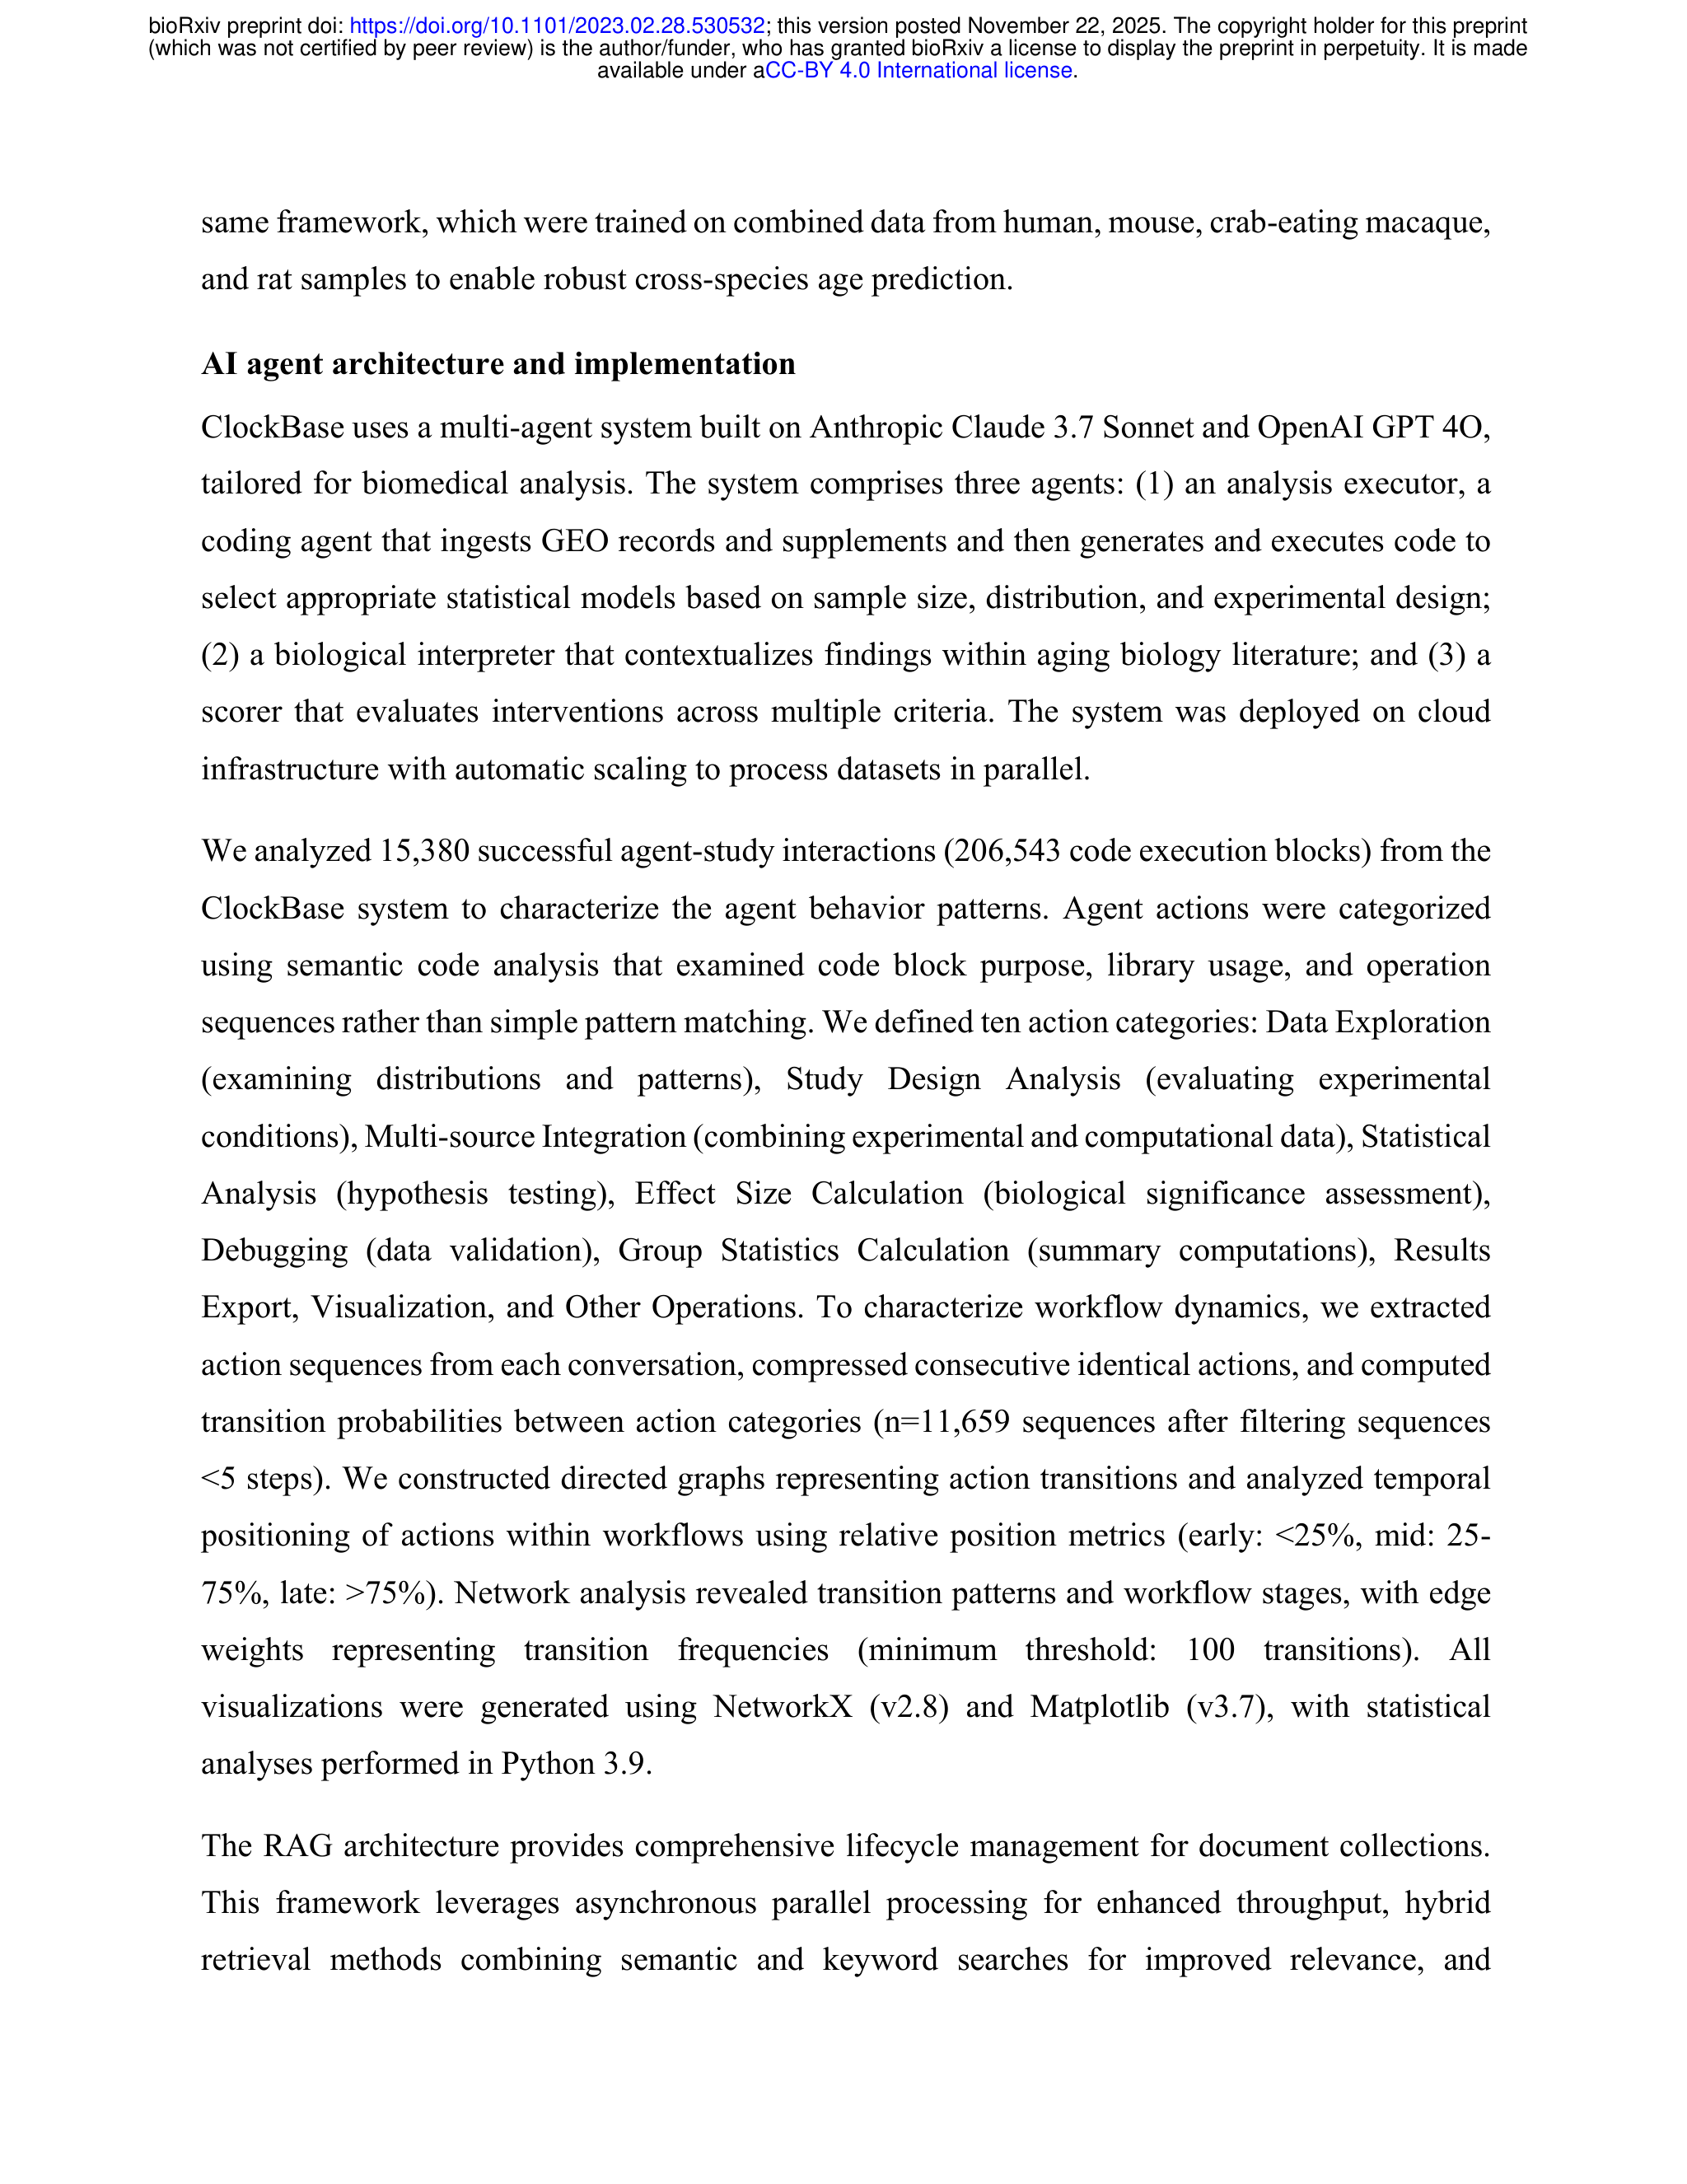 bioRxiv preprint doi: https://doi.org/10.1101/2023.02.28.530532; this version posted November 22, 2025. The copyright holder for this preprint
(which was not certified by peer review) is the author/funder, who has granted bioRxiv a license to display the preprint in perpetuity. It is made
available under aCC-BY 4.0 International license.
same framework, which were trained on combined data from human, mouse, crab-eating macaque,
and rat samples to enable robust cross-species age prediction.
AI agent architecture and implementation
ClockBase uses a multi-agent system built on Anthropic Claude 3.7 Sonnet and OpenAI GPT 4O,
tailored for biomedical analysis. The system comprises three agents: (1) an analysis executor, a
coding agent that ingests GEO records and supplements and then generates and executes code to
select appropriate statistical models based on sample size, distribution, and experimental design;
(2) a biological interpreter that contextualizes findings within aging biology literature; and (3) a
scorer that evaluates interventions across multiple criteria. The system was deployed on cloud
infrastructure with automatic scaling to process datasets in parallel.
We analyzed 15,380 successful agent-study interactions (206,543 code execution blocks) from the
ClockBase system to characterize the agent behavior patterns. Agent actions were categorized
using semantic code analysis that examined code block purpose, library usage, and operation
sequences rather than simple pattern matching. We defined ten action categories: Data Exploration
(examining distributions and patterns), Study Design Analysis (evaluating experimental
conditions), Multi-source Integration (combining experimental and computational data), Statistical
Analysis (hypothesis testing), Effect Size Calculation (biological significance assessment),
Debugging (data validation), Group Statistics Calculation (summary computations), Results
Export, Visualization, and Other Operations. To characterize workflow dynamics, we extracted
action sequences from each conversation, compressed consecutive identical actions, and computed
transition probabilities between action categories (n=11,659 sequences after filtering sequences
<5 steps). We constructed directed graphs representing action transitions and analyzed temporal
positioning of actions within workflows using relative position metrics (early: <25%, mid: 25-
75%, late: >75%). Network analysis revealed transition patterns and workflow stages, with edge
weights representing transition frequencies (minimum threshold: 100 transitions). All
visualizations were generated using NetworkX (v2.8) and Matplotlib (v3.7), with statistical
analyses performed in Python 3.9.
The RAG architecture provides comprehensive lifecycle management for document collections.
This framework leverages asynchronous parallel processing for enhanced throughput, hybrid
retrieval methods combining semantic and keyword searches for improved relevance, and